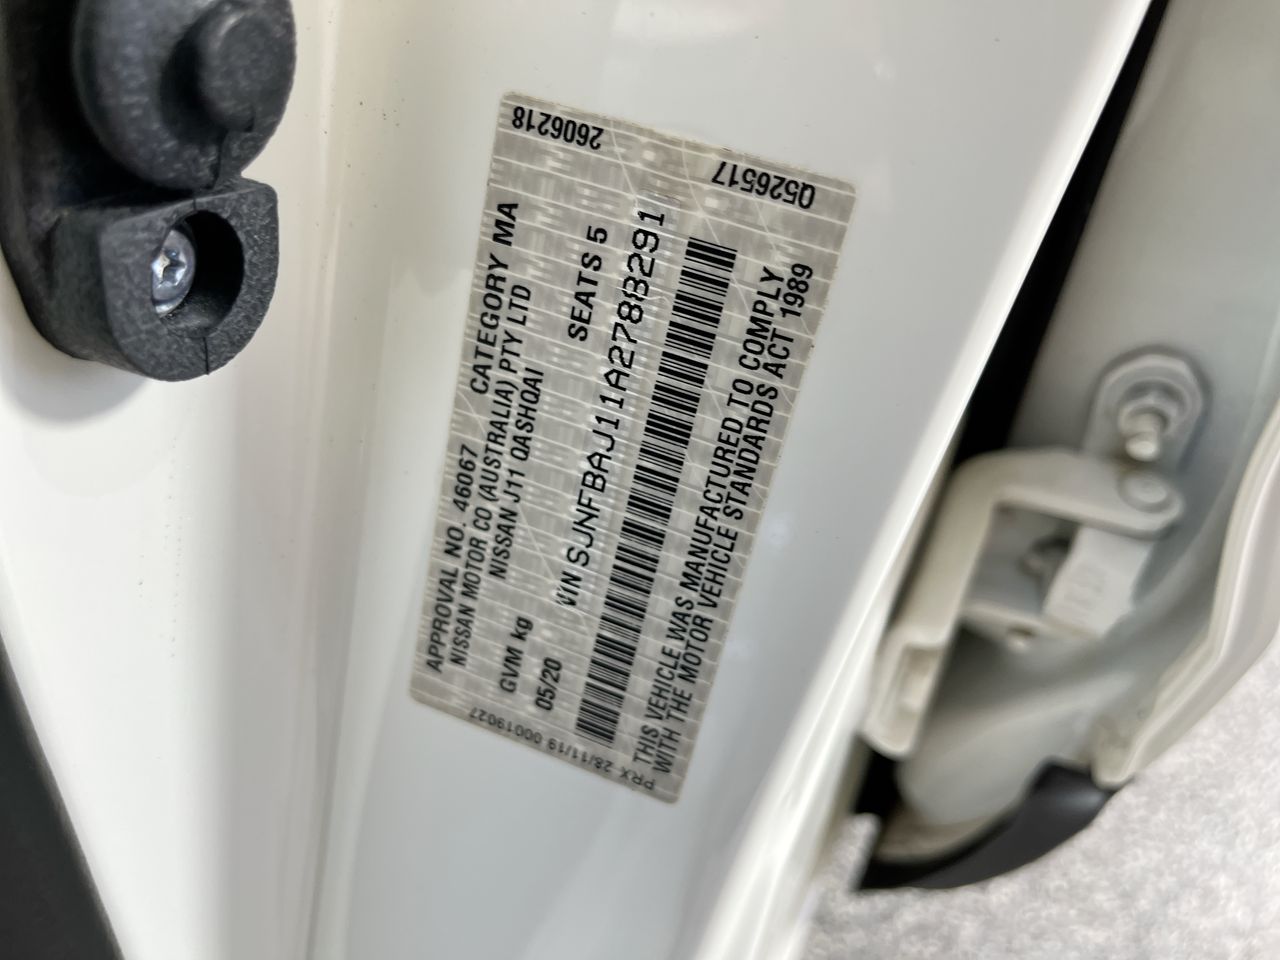 APPROVAL NO. 46067 CATEGORY MA
NISSAN MOTOR CO (AUSTRALIA) PTY LTD
NISSAN J11 QASHQAI
GVM kg SEATS 5
05/20
VIN SJNFBAJ11A2788291
THIS VEHICLE WAS MANUFACTURED TO COMPLY
WITH THE MOTOR VEHICLE STANDARDS ACT 1989
2606218
Q526517
PRX 28/11/19 00019027